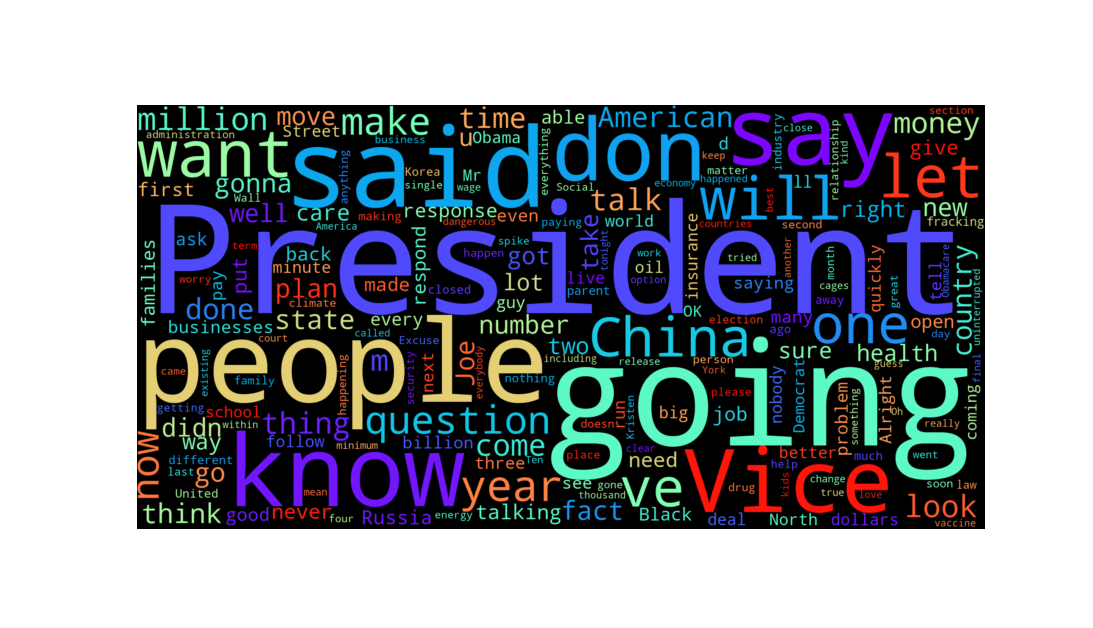 million
move
Street
administration
make
business
time
u
Obama
able
American
say
section
money
want
said
don
d
keep
matter
happened
industry
close
relationship
kind
give
let
first
gonna
Wall
anything
Korea
single
Mr
wage
everything
Social
economy
talk
will
ll
best
right
new
fracking
well
care
America
making
response
even
paying
world
countries
second
President
families
ask
worry
term
pay
put
back
minute
climate
plan
made
respond
closed
happen
spike
got
lot
guy
take
tonight
live
parent
work
oil
option
insurance
OK
tried
saying
another
cages
month
away
quickly
great
tell
Obamacare
country
uninterrupted
done
businesses
state
court
every
called
Excuse
number
two
including
China
election
ago
many
one
open
day
people
came
existing
family
happening
m
security
next
Joe
everybody
nothing
release
person
York
sure
health
guess
final
going
getting
school
within
didn
thing
question
doesn
run
Kristen
big
please
job
nobody
Democrat
problem
something
Alright
Oh
really
coming
now
way
different
last
go
know
follow
minimum
billion
come
three
Ten
place
see
need
clear
Vice
better
help
much
went
United
mean
year
gone
thousand
ve
drug
kids
change
true
love
soon
law
look
think
good
never
four
Russia
energy
talking
fact
Black
deal
North
dollars
vaccine